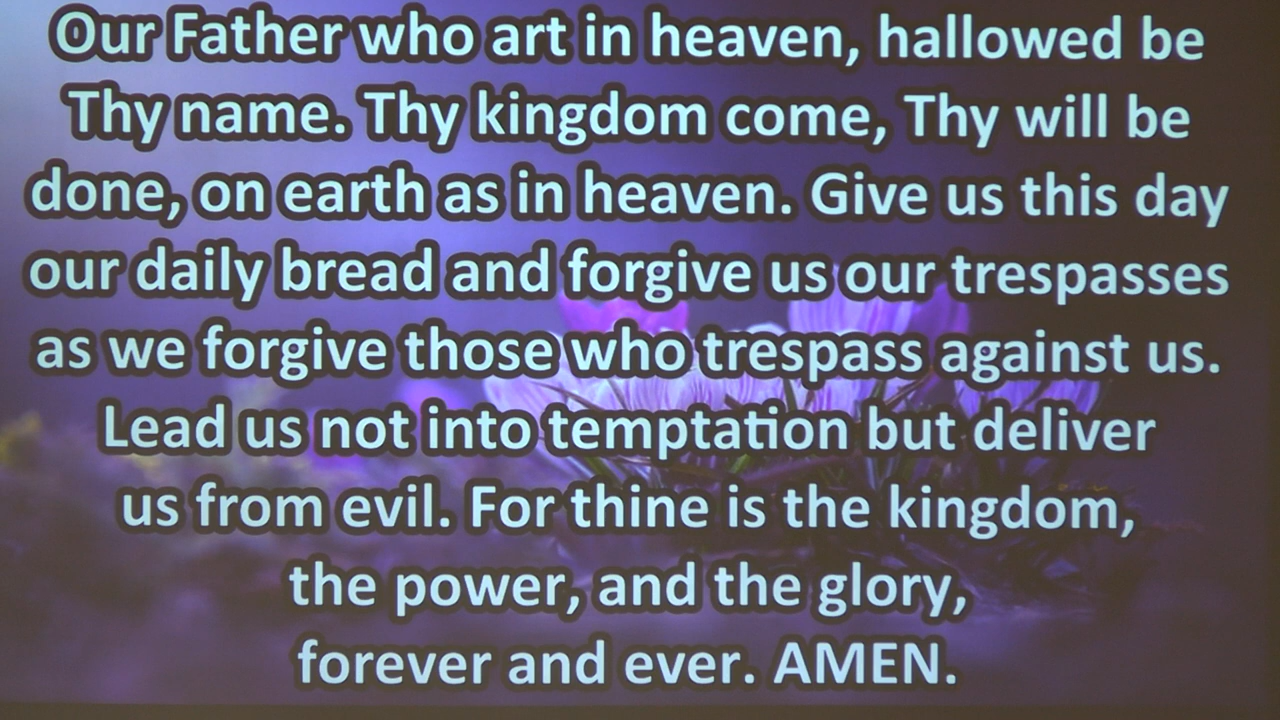 Our Father who art in heaven, hallowed be
Thy name. Thy kingdom come, Thy will be
done, on earth as in heaven. Give us this day
our daily bread and forgive us our trespasses
as we forgive those who trespass against us.
Lead us not into temptation but deliver
us from evil. For thine is the kingdom,
the power, and the glory,
forever and ever. AMEN.